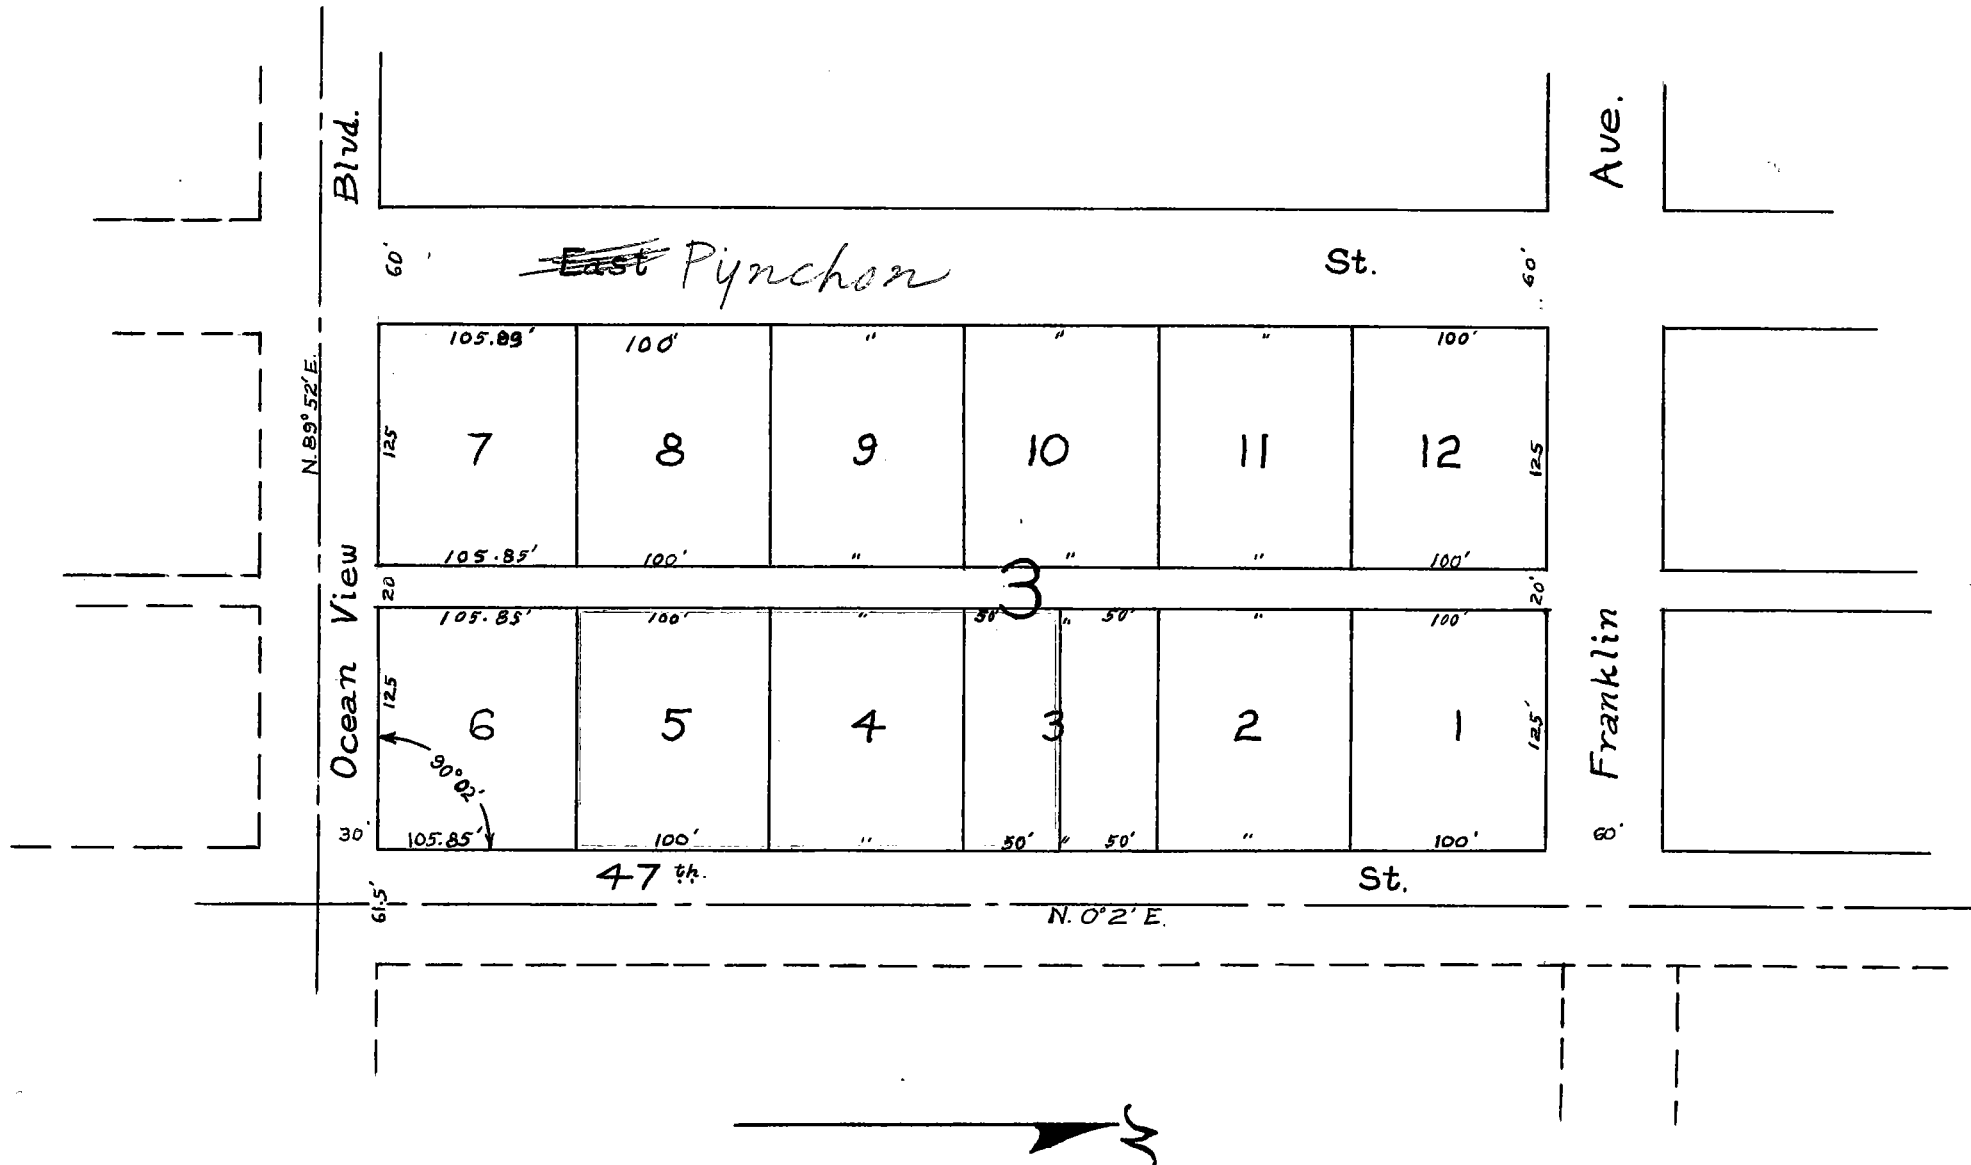 Blvd.
Ave.
60'
East Pynchon St.
60'
N. 89° 52' E.
105.89' 100' " " " 100'
125 7 8 9 10 11 12 125
105.85' 100' " " " 100'
20 3 20'
Ocean View
Franklin
105.85' 100' " 50' " 50' " 100'
125 6 5 4 3 2 1 125'
90° 02'
30' 105.85' 100' " 50' " 50' " 100' 60'
47 th. St.
61.5'
N. 0° 2' E.